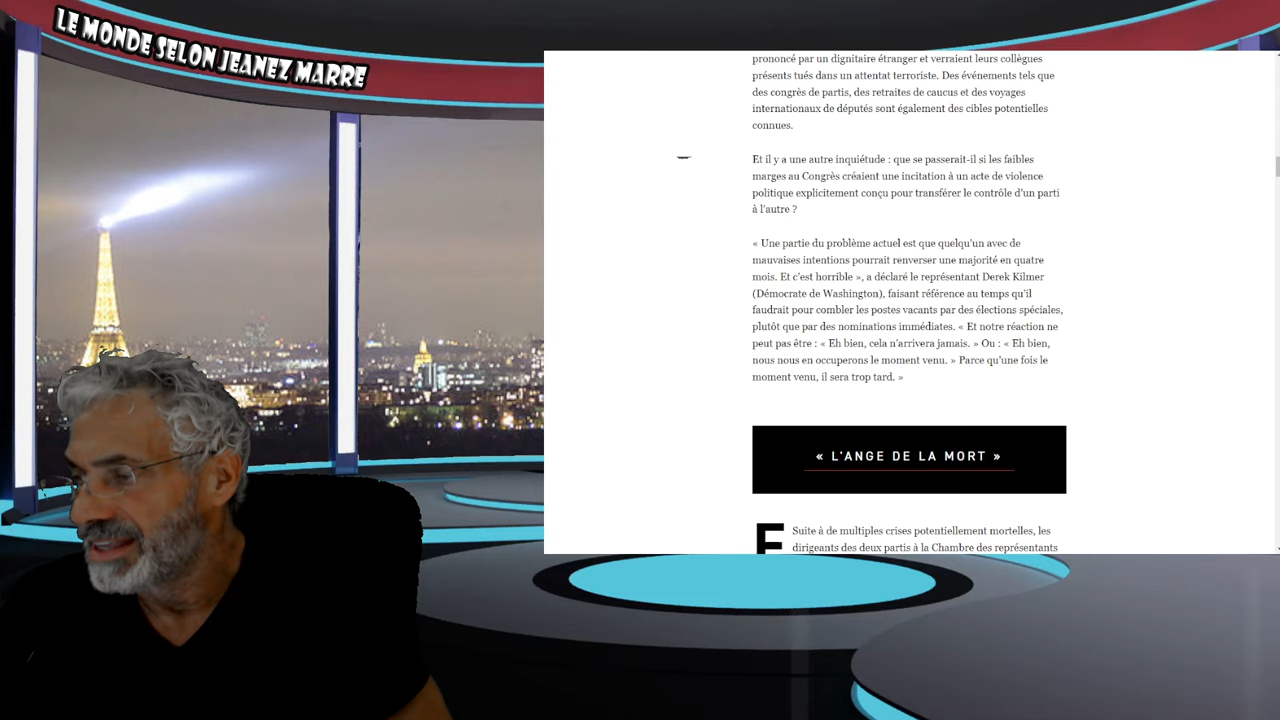 LE MONDE SELON JEANEZ MARRE
prononcé par un dignitaire étranger et verraient leurs collègues
présents tués dans un attentat terroriste. Des événements tels que
des congrès de partis, des retraites de caucus et des voyages
internationaux de députés sont également des cibles potentielles
connues.
Et il y a une autre inquiétude : que se passerait-il si les faibles
marges au Congrès créaient une incitation à un acte de violence
politique explicitement conçu pour transférer le contrôle d'un parti
à l'autre ?
« Une partie du problème actuel est que quelqu'un avec de
mauvaises intentions pourrait renverser une majorité en quatre
mois. Et c'est horrible », a déclaré le représentant Derek Kilmer
(Démocrate de Washington), faisant référence au temps qu'il
faudrait pour combler les postes vacants par des élections spéciales,
plutôt que par des nominations immédiates. « Et notre réaction ne
peut pas être : « Eh bien, cela n'arrivera jamais. » Ou : « Eh bien,
nous nous en occuperons le moment venu. » Parce qu'une fois le
moment venu, il sera trop tard. »
« L'ANGE DE LA MORT »
E Suite à de multiples crises potentiellement mortelles, les
dirigeants des deux partis à la Chambre des représentants